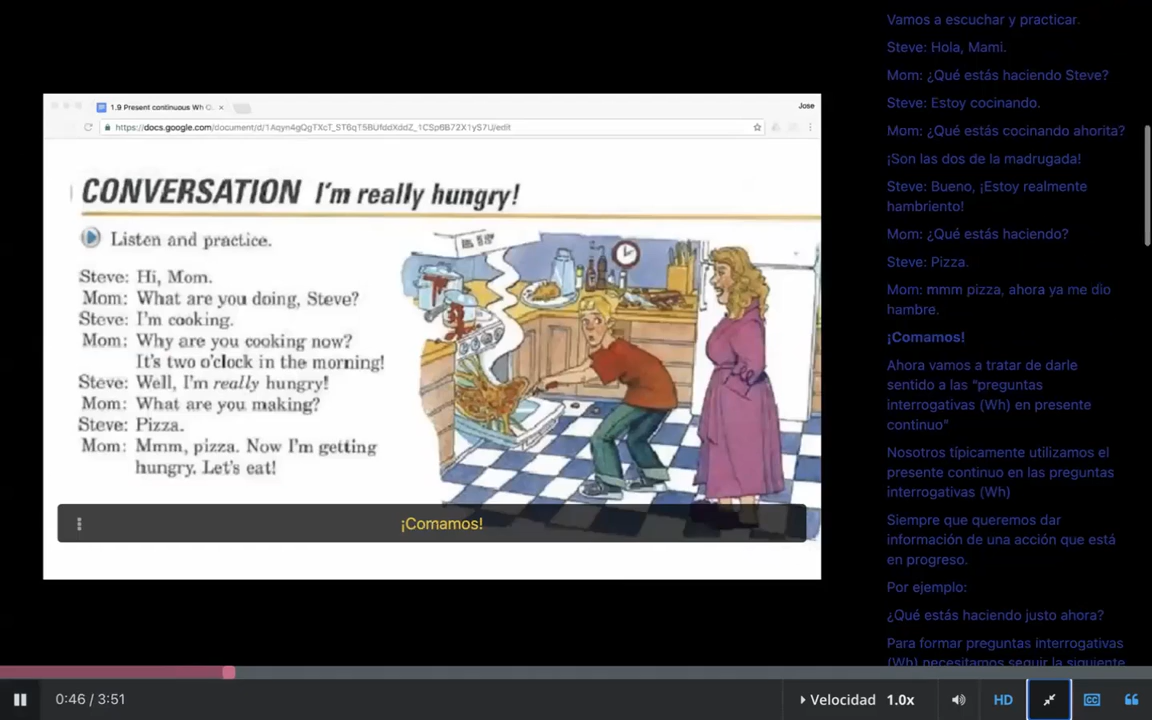 1.9 Present continuous Wh C
Jose
https://docs.google.com/document/d/1Aqyn4gQgTXcT_ST6qT5BUfddXddZ_1CSp6B72X1yS7U/edit
CONVERSATION I'm really hungry!
Listen and practice.
Steve: Hi, Mom.
Mom: What are you doing, Steve?
Steve: I'm cooking.
Mom: Why are you cooking now?
It's two o'clock in the morning!
Steve: Well, I'm really hungry!
Mom: What are you making?
Steve: Pizza.
Mom: Mmm, pizza. Now I'm getting
hungry. Let's eat!
¡Comamos!
Vamos a escuchar y practicar.
Steve: Hola, Mami.
Mom: ¿Qué estás haciendo Steve?
Steve: Estoy cocinando.
Mom: ¿Qué estás cocinando ahorita?
¡Son las dos de la madrugada!
Steve: Bueno, ¡Estoy realmente
hambriento!
Mom: ¿Qué estás haciendo?
Steve: Pizza.
Mom: mmm pizza, ahora ya me dio
hambre.
¡Comamos!
Ahora vamos a tratar de darle
sentido a las "preguntas
interrogativas (Wh) en presente
continuo"
Nosotros típicamente utilizamos el
presente continuo en las preguntas
interrogativas (Wh)
Siempre que queremos dar
información de una acción que está
en progreso.
Por ejemplo:
¿Qué estás haciendo justo ahora?
Para formar preguntas interrogativas
(Wh) necesitamos seguir la siguiente
0:46 / 3:51
Velocidad 1.0x
HD
CC